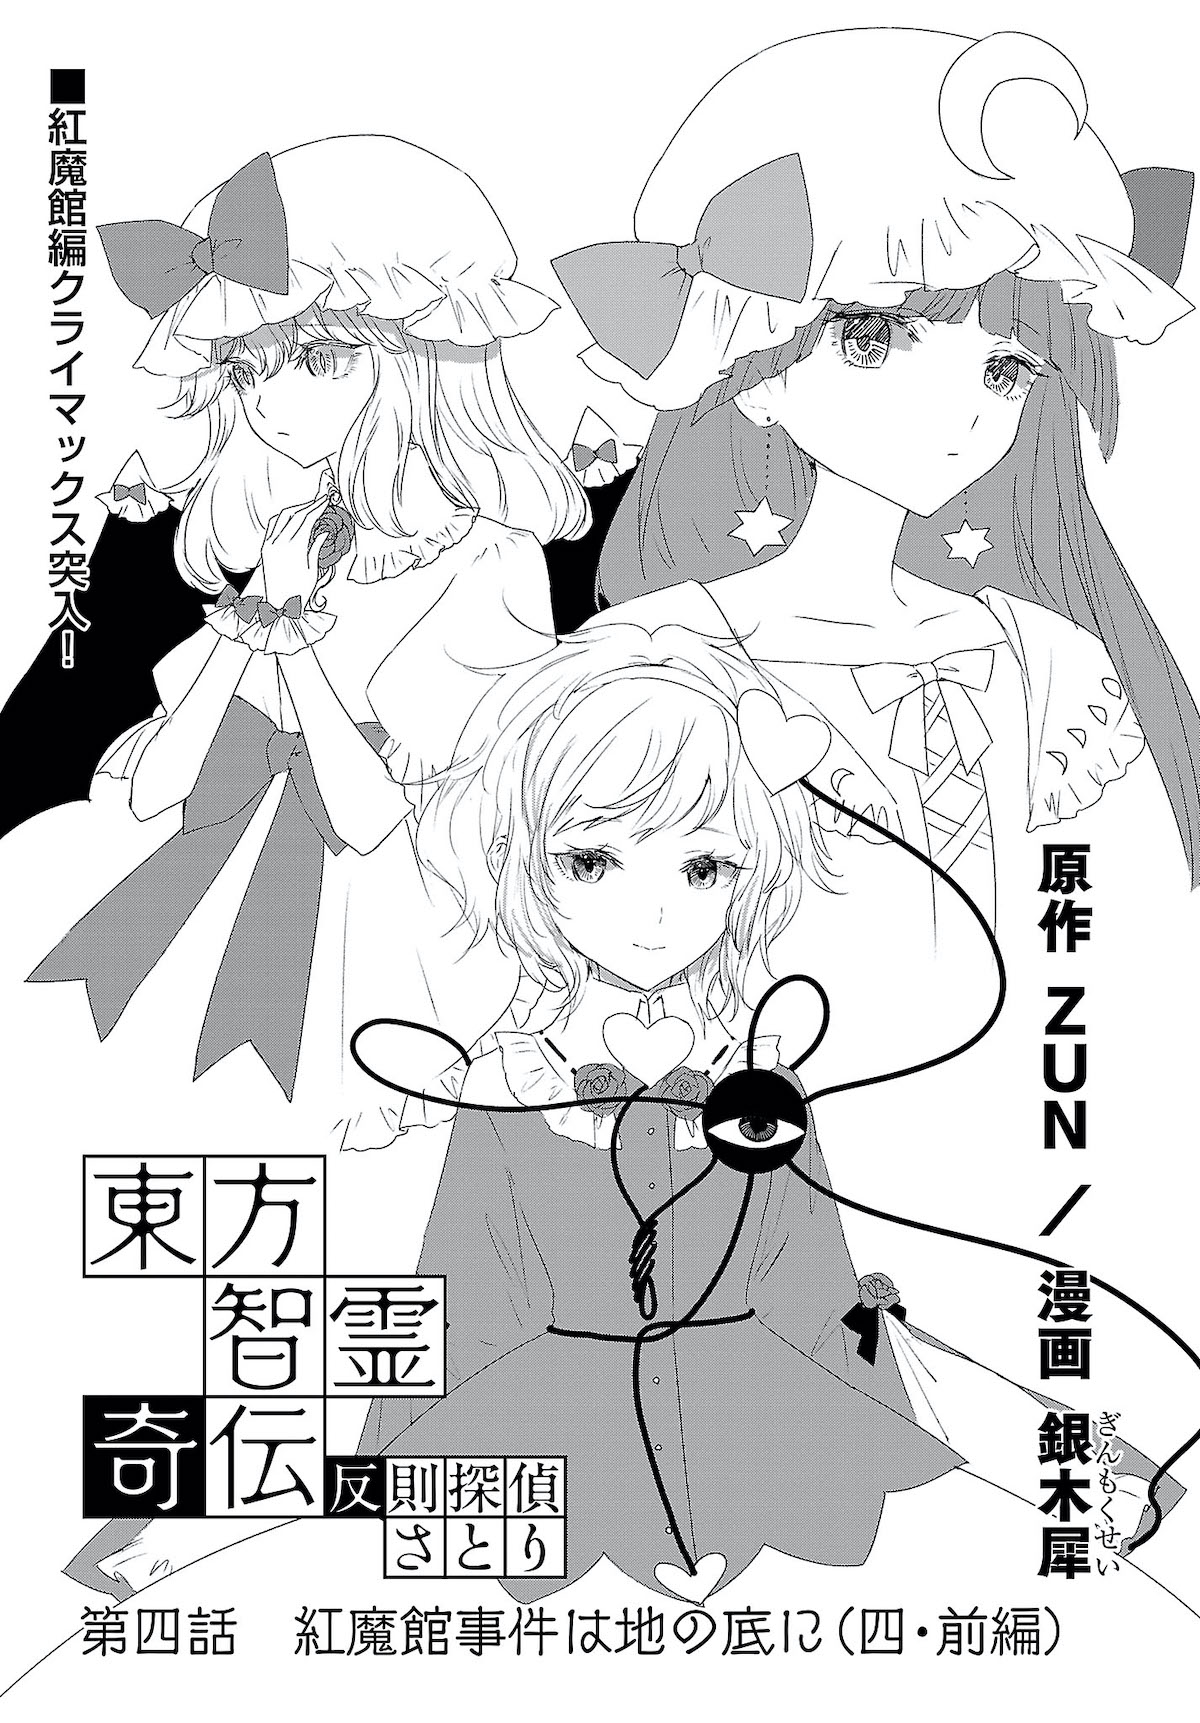 ■紅魔館編クライマックス突入！
原作 ZUN／漫画 銀木犀
ぎんもくせい
東方
智霊
奇伝
反則探偵
さとり
第四話　紅魔館事件は地の底に（四・前編）